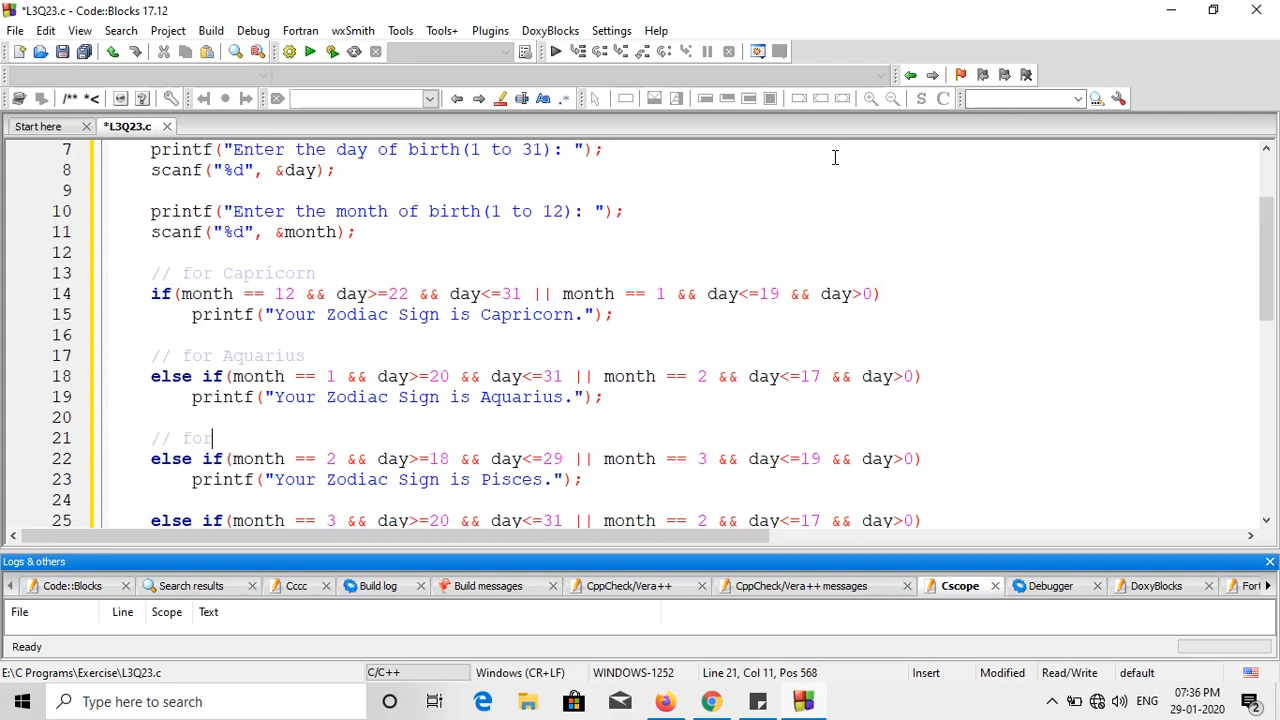 *L3Q23.c - Code::Blocks 17.12
File Edit View Search Project Build Debug Fortran wxSmith Tools Tools+ Plugins DoxyBlocks Settings Help
/** *<
S C
Start here *L3Q23.c
7 printf("Enter the day of birth(1 to 31): ");
8 scanf("%d", &day);
9
10 printf("Enter the month of birth(1 to 12): ");
11 scanf("%d", &month);
12
13 // for Capricorn
14 if(month == 12 && day>=22 && day<=31 || month == 1 && day<=19 && day>0)
15 printf("Your Zodiac Sign is Capricorn.");
16
17 // for Aquarius
18 else if(month == 1 && day>=20 && day<=31 || month == 2 && day<=17 && day>0)
19 printf("Your Zodiac Sign is Aquarius.");
20
21 // for
22 else if(month == 2 && day>=18 && day<=29 || month == 3 && day<=19 && day>0)
23 printf("Your Zodiac Sign is Pisces.");
24
25 else if(month == 3 && day>=20 && day<=31 || month == 2 && day<=17 && day>0)
Logs & others
Code::Blocks Search results Cccc Build log Build messages CppCheck/Vera++ CppCheck/Vera++ messages Cscope Debugger DoxyBlocks Fort
File Line Scope Text
Ready
E:\C Programs\Exercise\L3Q23.c C/C++ Windows (CR+LF) WINDOWS-1252 Line 21, Col 11, Pos 568 Insert Modified Read/Write default
Type here to search ENG 07:36 PM
29-01-2020 2